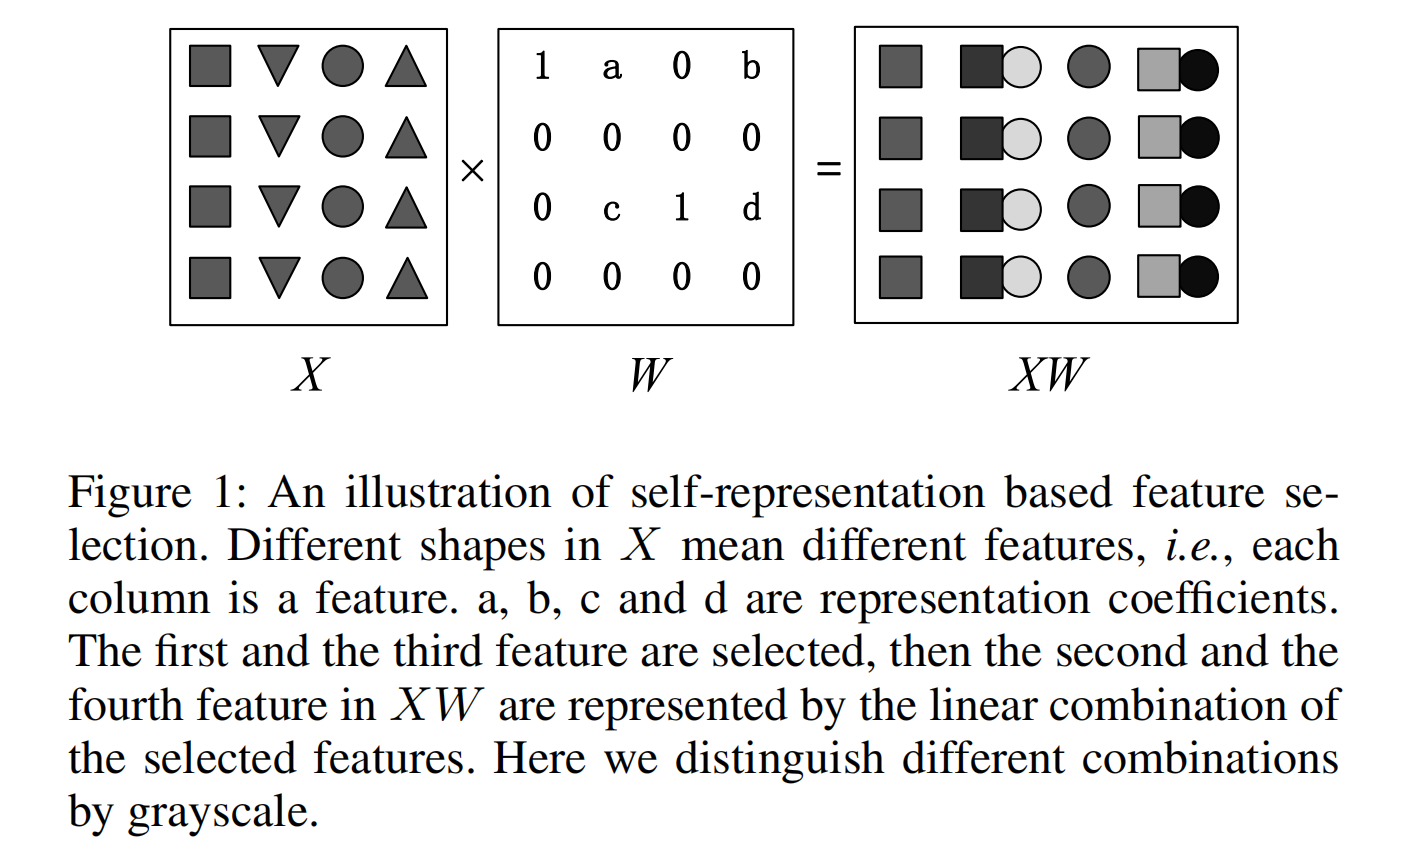 1 a 0 b
0 0 0 0
× =
0 c 1 d
0 0 0 0
X W XW
Figure 1: An illustration of self-representation based feature se-
lection. Different shapes in X mean different features, i.e., each
column is a feature. a, b, c and d are representation coefficients.
The first and the third feature are selected, then the second and the
fourth feature in XW are represented by the linear combination of
the selected features. Here we distinguish different combinations
by grayscale.